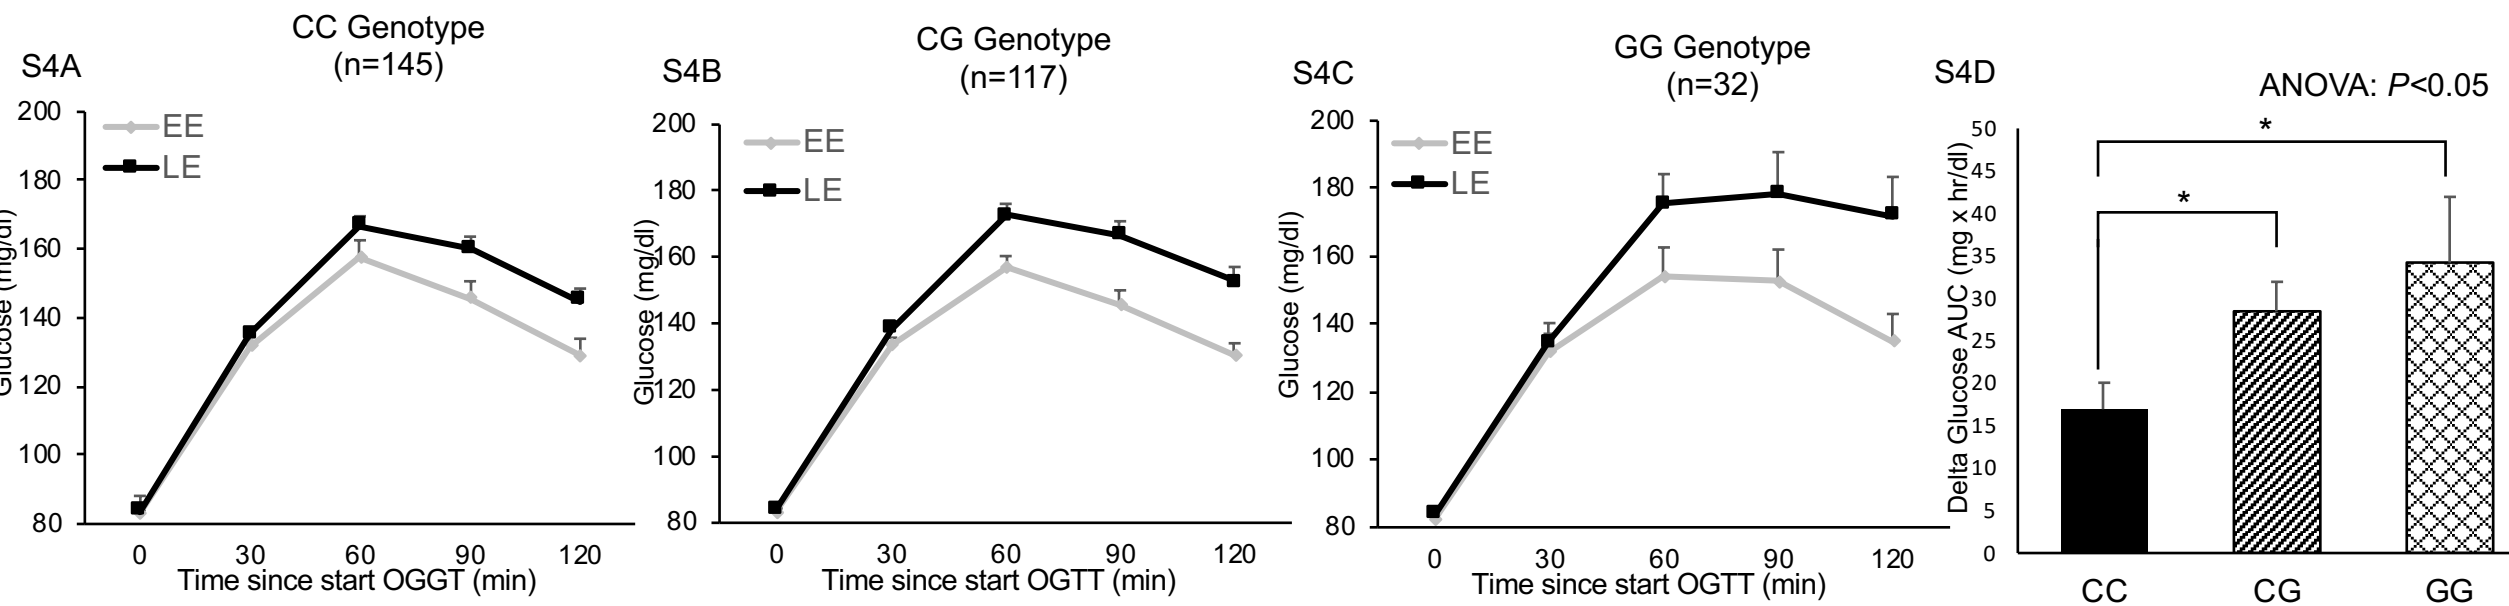 S4A
CC Genotype
(n=145)
EE
LE
200
180
160
140
120
100
80
Glucose (mg/dl)
0 30 60 90 120
Time since start OGGT (min)
S4B
CG Genotype
(n=117)
EE
LE
200
180
160
140
120
100
80
Glucose (mg/dl)
0 30 60 90 120
Time since start OGTT (min)
S4C
GG Genotype
(n=32)
EE
LE
200
180
160
140
120
100
80
Glucose (mg/dl)
0 30 60 90 120
Time since start OGTT (min)
S4D
ANOVA: P<0.05
*
*
50
45
40
35
30
25
20
15
10
5
0
Delta Glucose AUC (mg x hr/dl)
CC CG GG